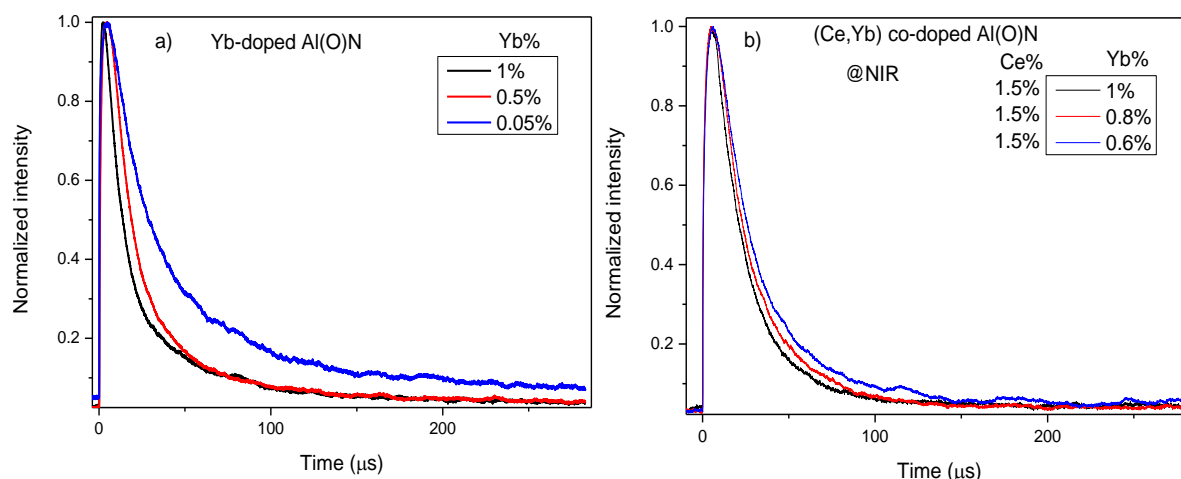 a) Yb-doped Al(O)N
Yb%
1%
0.5%
0.05%
1.0
0.8
0.6
0.4
0.2
0
100
200
Normalized intensity
Time (μs)
b) (Ce,Yb) co-doped Al(O)N
@NIR
Ce% Yb%
1.5% 1%
1.5% 0.8%
1.5% 0.6%
1.0
0.8
0.6
0.4
0.2
0
100
200
Normalized intensity
Time (μs)